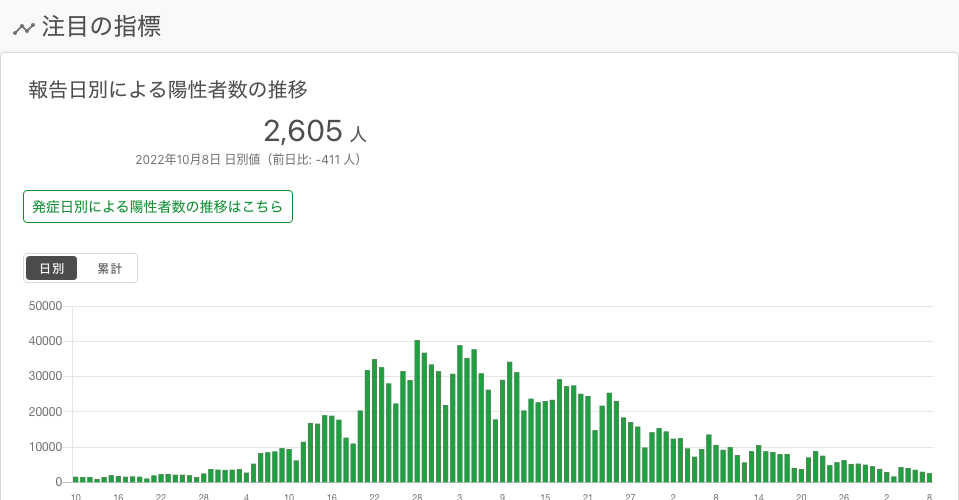 注目の指標
報告日別による陽性者数の推移
2,605 人
2022年10月8日 日別値（前日比: -411 人）
発症日別による陽性者数の推移はこちら
日別 累計
50000
40000
30000
20000
10000
0
10 16 22 28 4 10 16 22 28 3 9 15 21 27 2 8 14 20 26 2 8